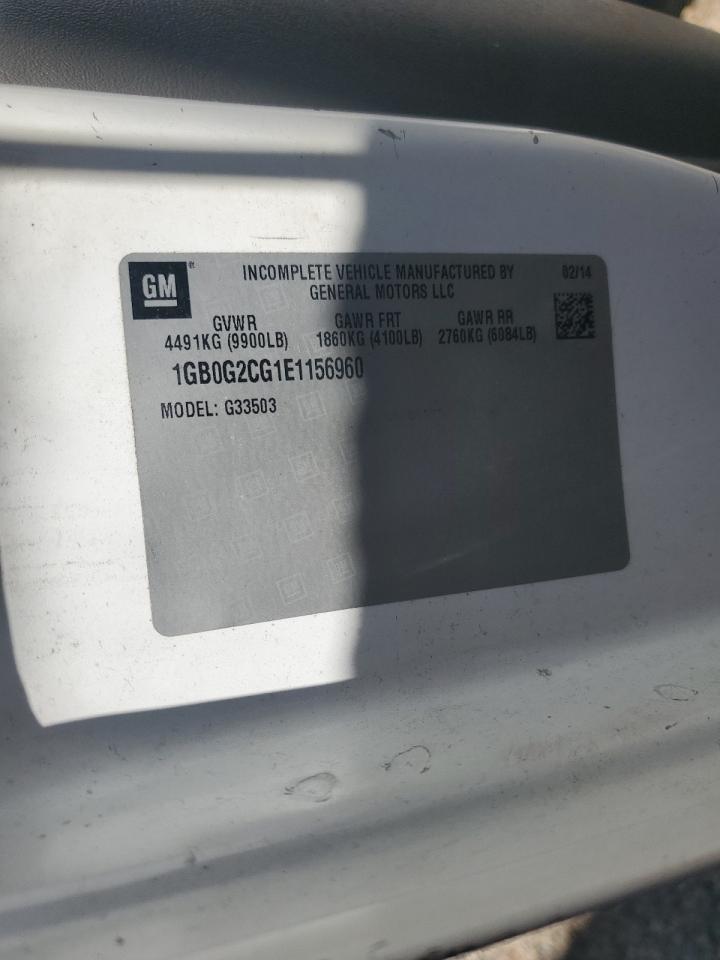 GM
INCOMPLETE VEHICLE MANUFACTURED BY 02/14
GENERAL MOTORS LLC
GVWR GAWR FRT GAWR RR
4491KG (9900LB) 1860KG (4100LB) 2760KG (6084LB)
1GB0G2CG1E1156960
MODEL: G33503